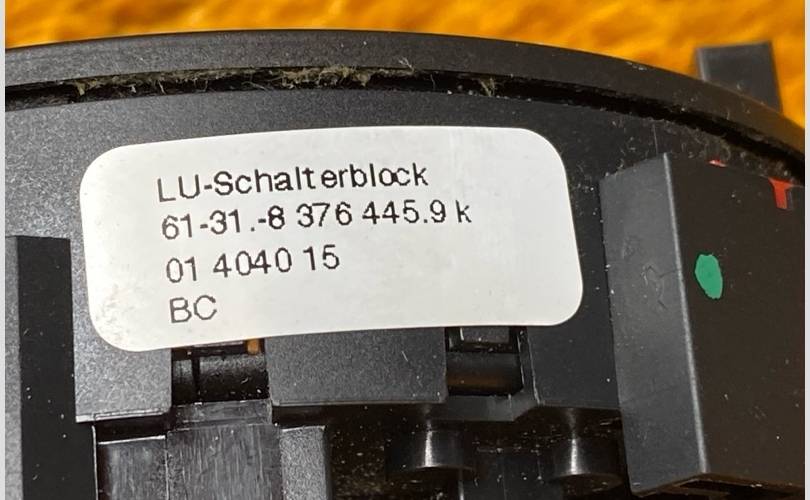 LU-Schalterblock
61-31.-8 376 445.9 k
01 4040 15
BC